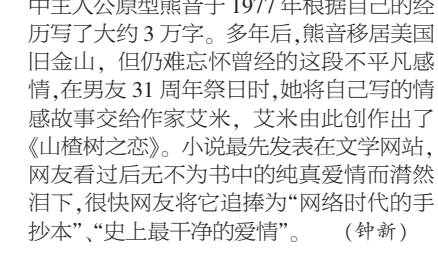 中主人公原型熊音于 1977 年根据自己的经
历写了大约 3 万字。多年后,熊音移居美国
旧金山，但仍难忘怀曾经的这段不平凡感
情,在男友 31 周年祭日时,她将自己写的情
感故事交给作家艾米，艾米由此创作出了
《山楂树之恋》。小说最先发表在文学网站,
网友看过后无不为书中的纯真爱情而潸然
泪下,很快网友将它追捧为“网络时代的手
抄本”、“史上最干净的爱情”。 (钟新)